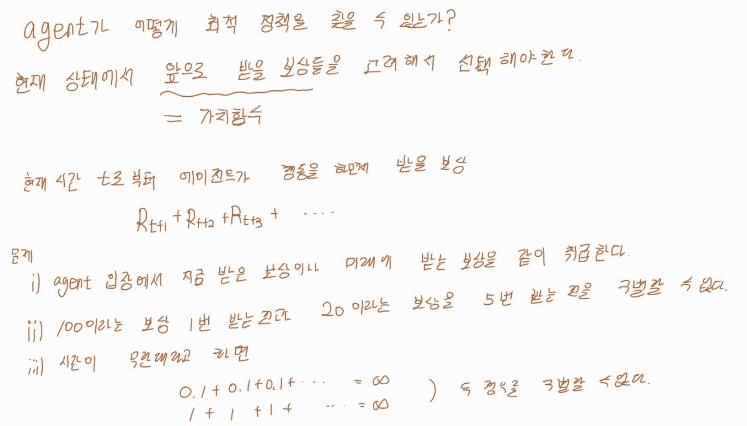 agent가 어떻게 최적 정책을 찾을 수 있는가?
현재 상태에서 앞으로 받을 보상들을 고려해서 선택해야한다.
= 가치함수
현재 시간 t로부터 에이전트가 행동을 하면서 받을 보상
Rt+1 + Rt+2 + Rt+3 + ....
문제
i) agent 입장에서 지금 받은 보상이나 미래에 받는 보상을 같이 취급한다.
ii) 100이라는 보상 1번 받는것과 20이라는 보상을 5번 받는 것을 구별할 수 없다.
iii) 시간이 무한대라고 하면
0.1 + 0.1 + 0.1 + ... = ∞
1 + 1 + 1 + ... = ∞ ) 두 경우를 구별할 수 없다.